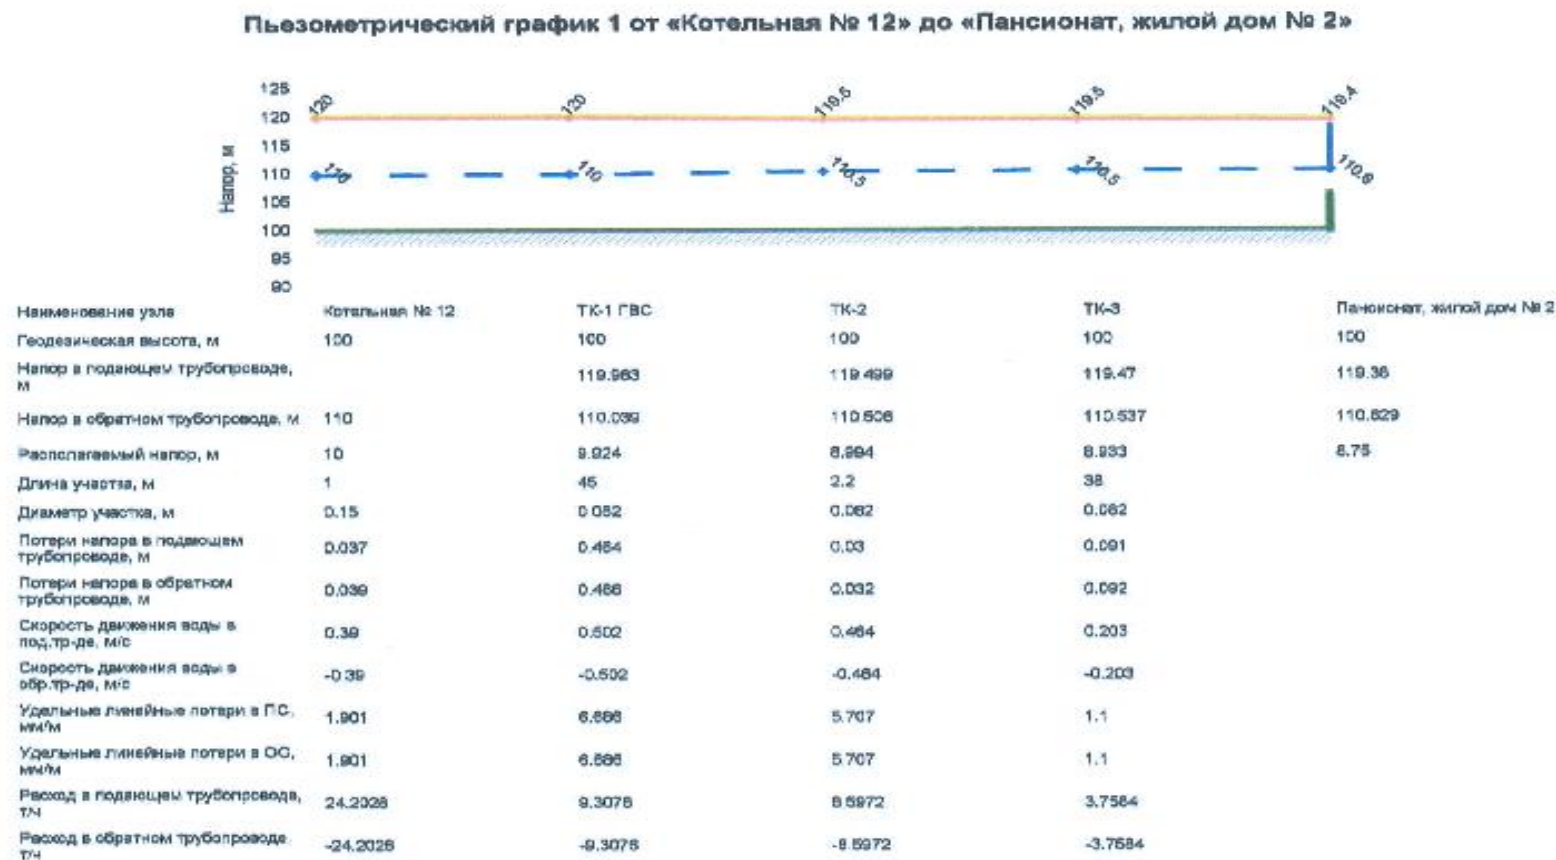 Пьезометрический график 1 от «Котельная № 12» до «Пансионат, жилой дом № 2»
Напор, м
125
120
115
110
105
100
95
90
120 120 119.5 119.5 119.4
110 110 110.5 110.5 110.6
Наименование узла Котельная № 12 ТК-1 ГВС ТК-2 ТК-3 Пансионат, жилой дом № 2
Геодезическая высота, м 100 100 100 100 100
Напор в подающем трубопроводе, 119.963 119.499 119.47 119.38
м
Напор в обратном трубопроводе, м 110 110.039 110.506 110.537 110.629
Располагаемый напор, м 10 9.924 8.994 8.933 8.75
Длина участка, м 1 45 2.2 38
Диаметр участка, м 0.15 0.082 0.082 0.082
Потери напора в подающем
трубопроводе, м 0.037 0.464 0.03 0.091
Потери напора в обратном
трубопроводе, м 0.039 0.466 0.032 0.092
Скорость движения воды в
под.тр-де, м/с 0.39 0.502 0.464 0.203
Скорость движения воды в
обр.тр-де, м/с -0.39 -0.502 -0.464 -0.203
Удельные линейные потери в ПС,
мм/м 1.901 6.686 5.707 1.1
Удельные линейные потери в ОС,
мм/м 1.901 6.686 5.707 1.1
Расход в подающем трубопроводе,
т/ч 24.2026 9.3076 8.5972 3.7584
Расход в обратном трубопроводе
т/ч -24.2026 -9.3076 -8.5972 -3.7584